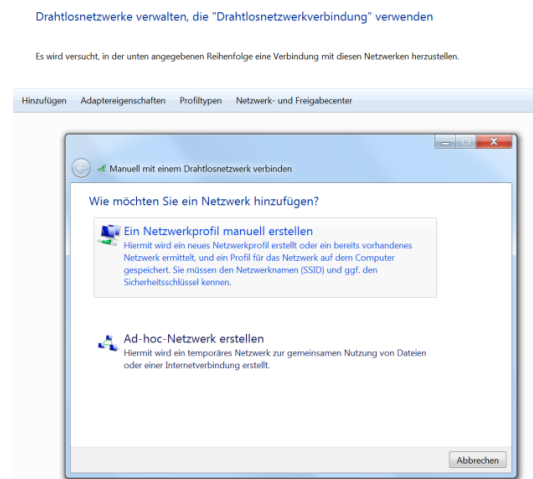 Drahtlosnetzwerke verwalten, die "Drahtlosnetzwerkverbindung" verwenden
Es wird versucht, in der unten angegebenen Reihenfolge eine Verbindung mit diesen Netzwerken herzustellen.
Hinzufügen Adaptereigenschaften Profiltypen Netzwerk- und Freigabecenter
Manuell mit einem Drahtlosnetzwerk verbinden
Wie möchten Sie ein Netzwerk hinzufügen?
Ein Netzwerkprofil manuell erstellen
Hiermit wird ein neues Netzwerkprofil erstellt oder ein bereits vorhandenes
Netzwerk ermittelt, und ein Profil für das Netzwerk auf dem Computer
gespeichert. Sie müssen den Netzwerknamen (SSID) und ggf. den
Sicherheitsschlüssel kennen.
Ad-hoc-Netzwerk erstellen
Hiermit wird ein temporäres Netzwerk zur gemeinsamen Nutzung von Dateien
oder einer Internetverbindung erstellt.
Abbrechen